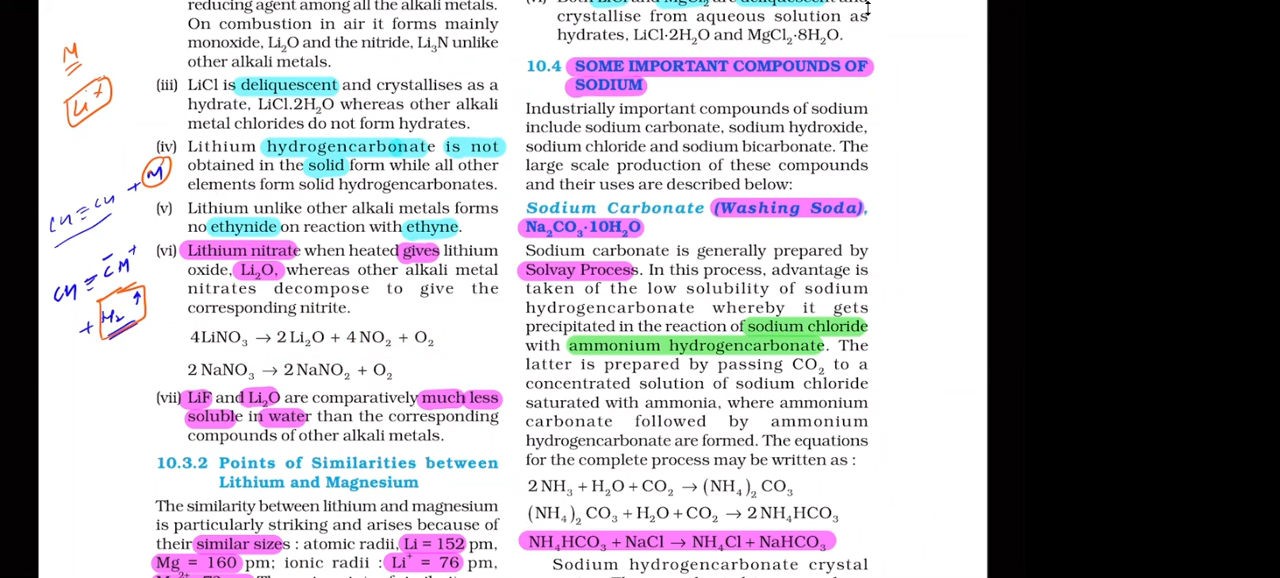 reducing agent among all the alkali metals.
On combustion in air it forms mainly
monoxide, Li₂O and the nitride, Li₃N unlike
other alkali metals.
(iii) LiCl is deliquescent and crystallises as a
hydrate, LiCl.2H₂O whereas other alkali
metal chlorides do not form hydrates.
(iv) Lithium hydrogencarbonate is not
obtained in the solid form while all other
elements form solid hydrogencarbonates.
(v) Lithium unlike other alkali metals forms
no ethynide on reaction with ethyne.
(vi) Lithium nitrate when heated gives lithium
oxide, Li₂O, whereas other alkali metal
nitrates decompose to give the
corresponding nitrite.
4LiNO₃ → 2 Li₂O + 4 NO₂ + O₂
2 NaNO₃ → 2 NaNO₂ + O₂
(vii) LiF and Li₂O are comparatively much less
soluble in water than the corresponding
compounds of other alkali metals.
10.3.2 Points of Similarities between
Lithium and Magnesium
The similarity between lithium and magnesium
is particularly striking and arises because of
their similar sizes : atomic radii, Li = 152 pm,
Mg = 160 pm; ionic radii : Li⁺ = 76 pm,
M
Li⁺
CH≡CH + M
CH≡C̄M⁺
+ H₂↑
crystallise from aqueous solution as
hydrates, LiCl·2H₂O and MgCl₂·8H₂O.
10.4 SOME IMPORTANT COMPOUNDS OF
SODIUM
Industrially important compounds of sodium
include sodium carbonate, sodium hydroxide,
sodium chloride and sodium bicarbonate. The
large scale production of these compounds
and their uses are described below:
Sodium Carbonate (Washing Soda),
Na₂CO₃·10H₂O
Sodium carbonate is generally prepared by
Solvay Process. In this process, advantage is
taken of the low solubility of sodium
hydrogencarbonate whereby it gets
precipitated in the reaction of sodium chloride
with ammonium hydrogencarbonate. The
latter is prepared by passing CO₂ to a
concentrated solution of sodium chloride
saturated with ammonia, where ammonium
carbonate followed by ammonium
hydrogencarbonate are formed. The equations
for the complete process may be written as :
2 NH₃ + H₂O + CO₂ → (NH₄)₂ CO₃
(NH₄)₂ CO₃ + H₂O + CO₂ → 2 NH₄HCO₃
NH₄HCO₃ + NaCl → NH₄Cl + NaHCO₃
Sodium hydrogencarbonate crystal